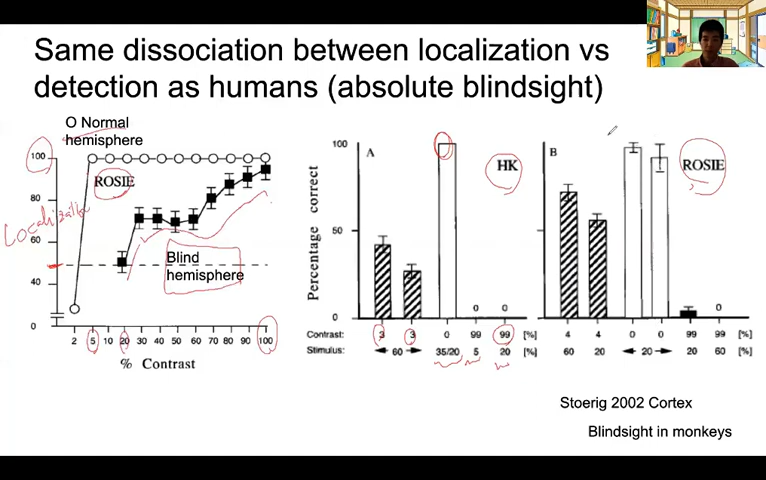 Same dissociation between localization vs
detection as humans (absolute blindsight)
O Normal
hemisphere
100
80
60
40
0
ROSIE
Localization
Blind
hemisphere
2 5 10 20 30 40 50 60 70 80 90 100
% Contrast
Percentage correct
100
50
0
A
HK
0 0
B
ROSIE
0
Contrast: 3 3 0 99 99 [%] 4 4 0 0 99 99 [%]
Stimulus: 60 35/20 5 20 [%] 60 20 20 20 60 [%]
Stoerig 2002 Cortex
Blindsight in monkeys